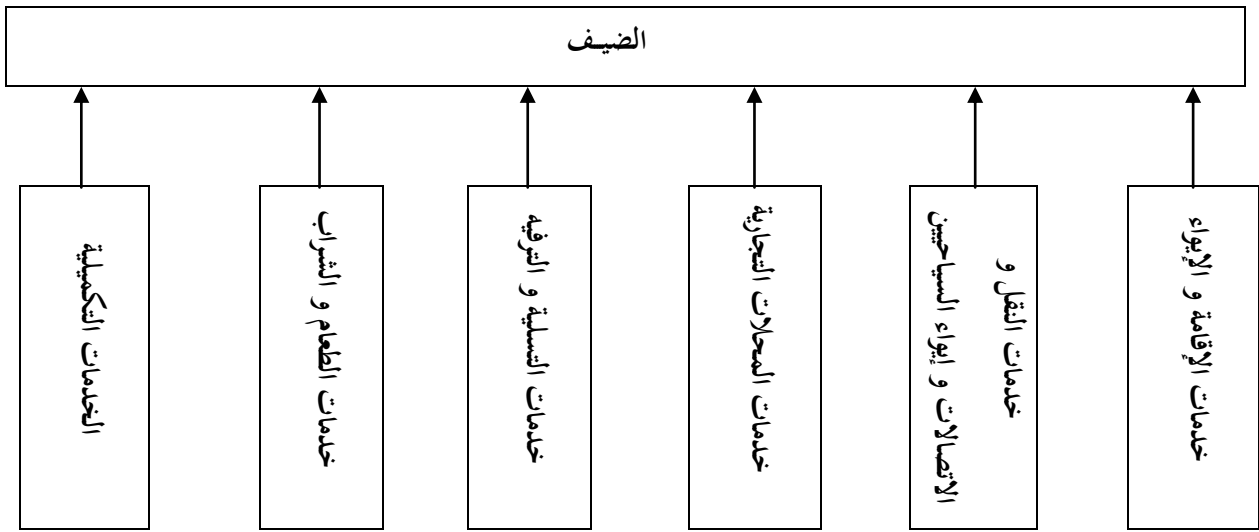 الضيف
خدمات الإقامة و الإيواء
خدمات النقل و
الاتصالات و إيواء السياحيين
خدمات المحلات التجارية
خدمات التسلية و الترفيه
خدمات الطعام و الشراب
الخدمات التكميلية